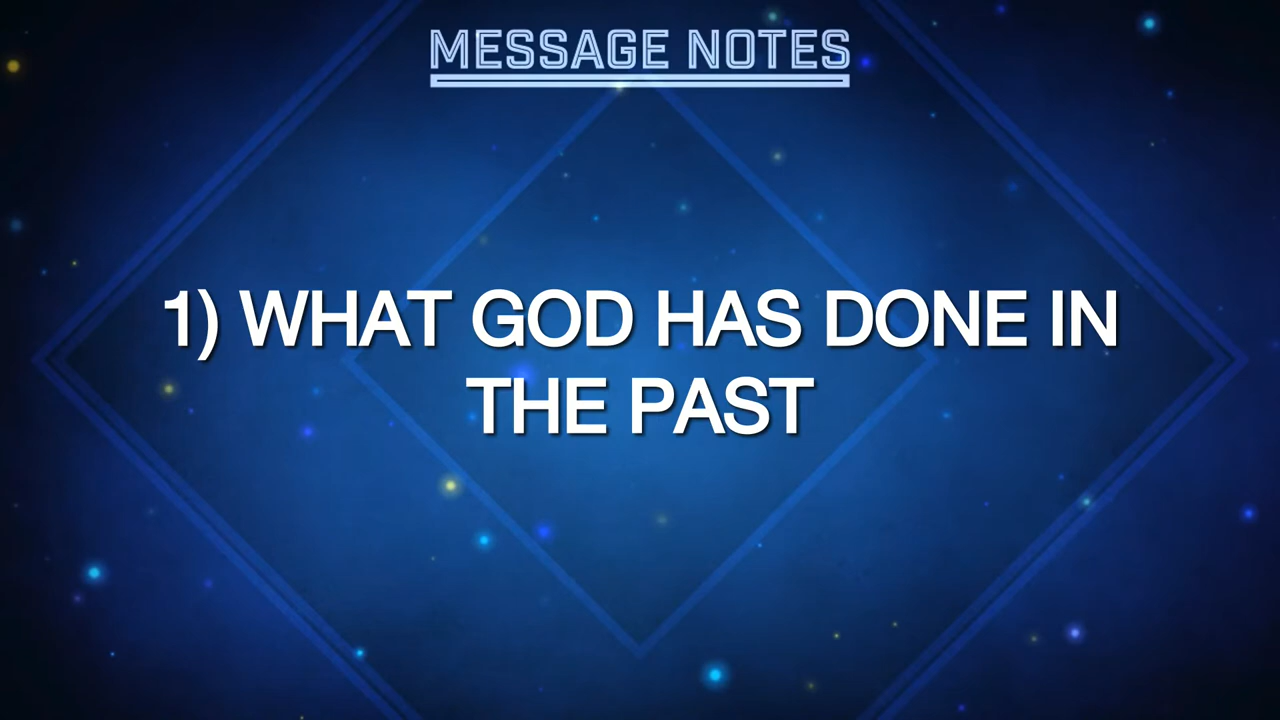 MESSAGE NOTES
1) WHAT GOD HAS DONE IN
THE PAST